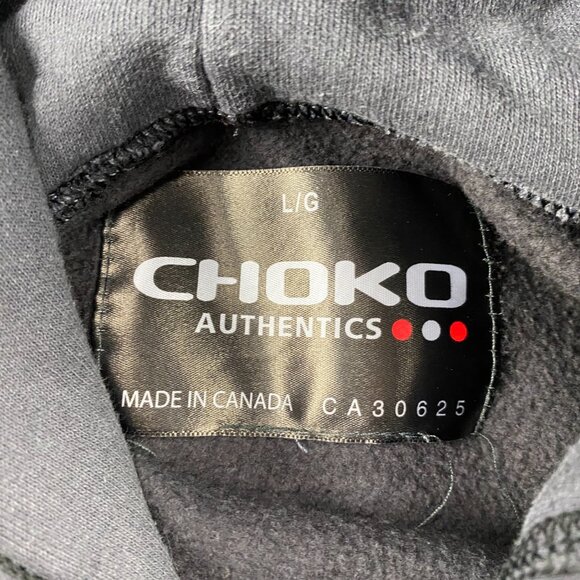 L/G
CHOKO
AUTHENTICS
MADE IN CANADA CA30625